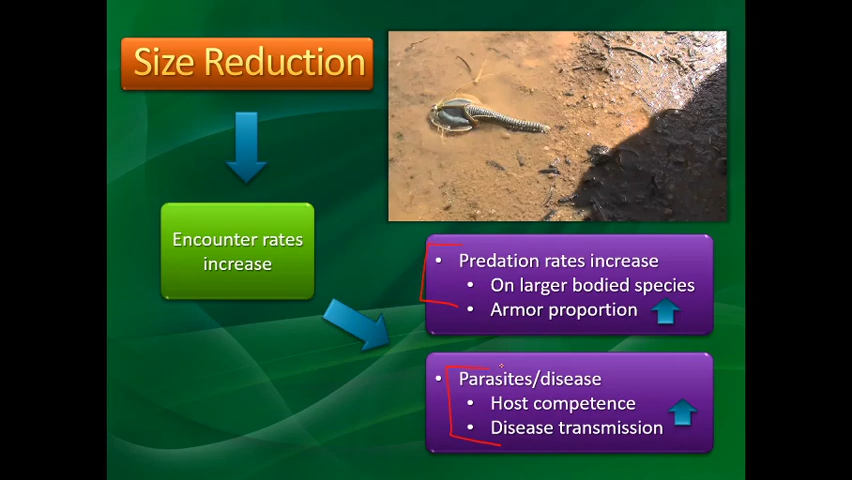 Size Reduction
Encounter rates
increase
• Predation rates increase
• On larger bodied species
• Armor proportion
• Parasites/disease
• Host competence
• Disease transmission